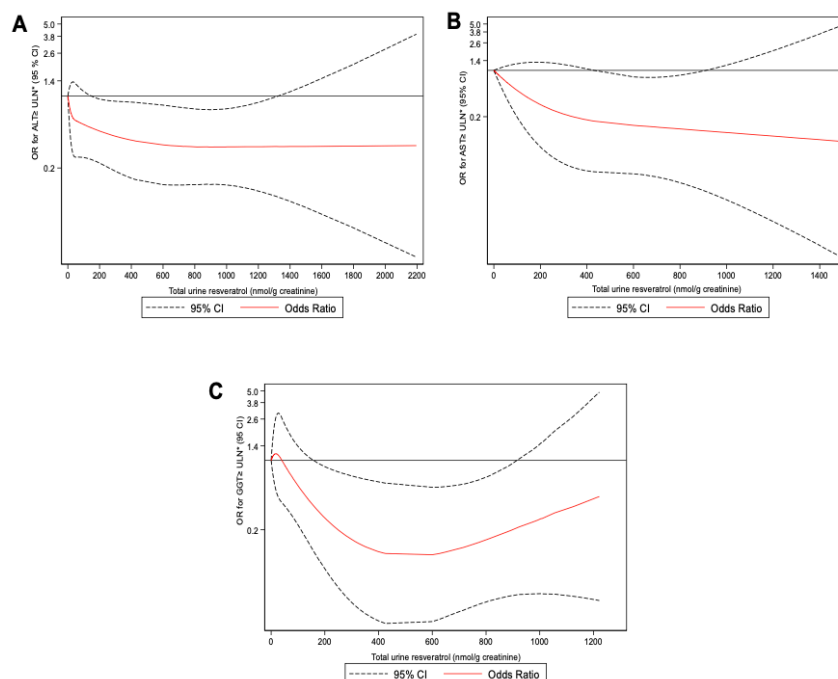 A
OR for ALT≥ ULN* (95 % CI)
5.0
3.8
2.6
1.4
0.2
0 200 400 600 800 1000 1200 1400 1600 1800 2000 2200
Total urine resveratrol (nmol/g creatinine)
95% CI Odds Ratio
B
OR for AST≥ ULN* (95% CI)
5.0
3.8
2.6
1.4
0.2
0 200 400 600 800 1000 1200 1400
Total urine resveratrol (nmol/g creatinine)
95% CI Odds Ratio
C
OR for GGT≥ ULN* (95 CI)
5.0
3.8
2.6
1.4
0.2
0 200 400 600 800 1000 1200
Total urine resveratrol (nmol/g creatinine)
95% CI Odds Ratio